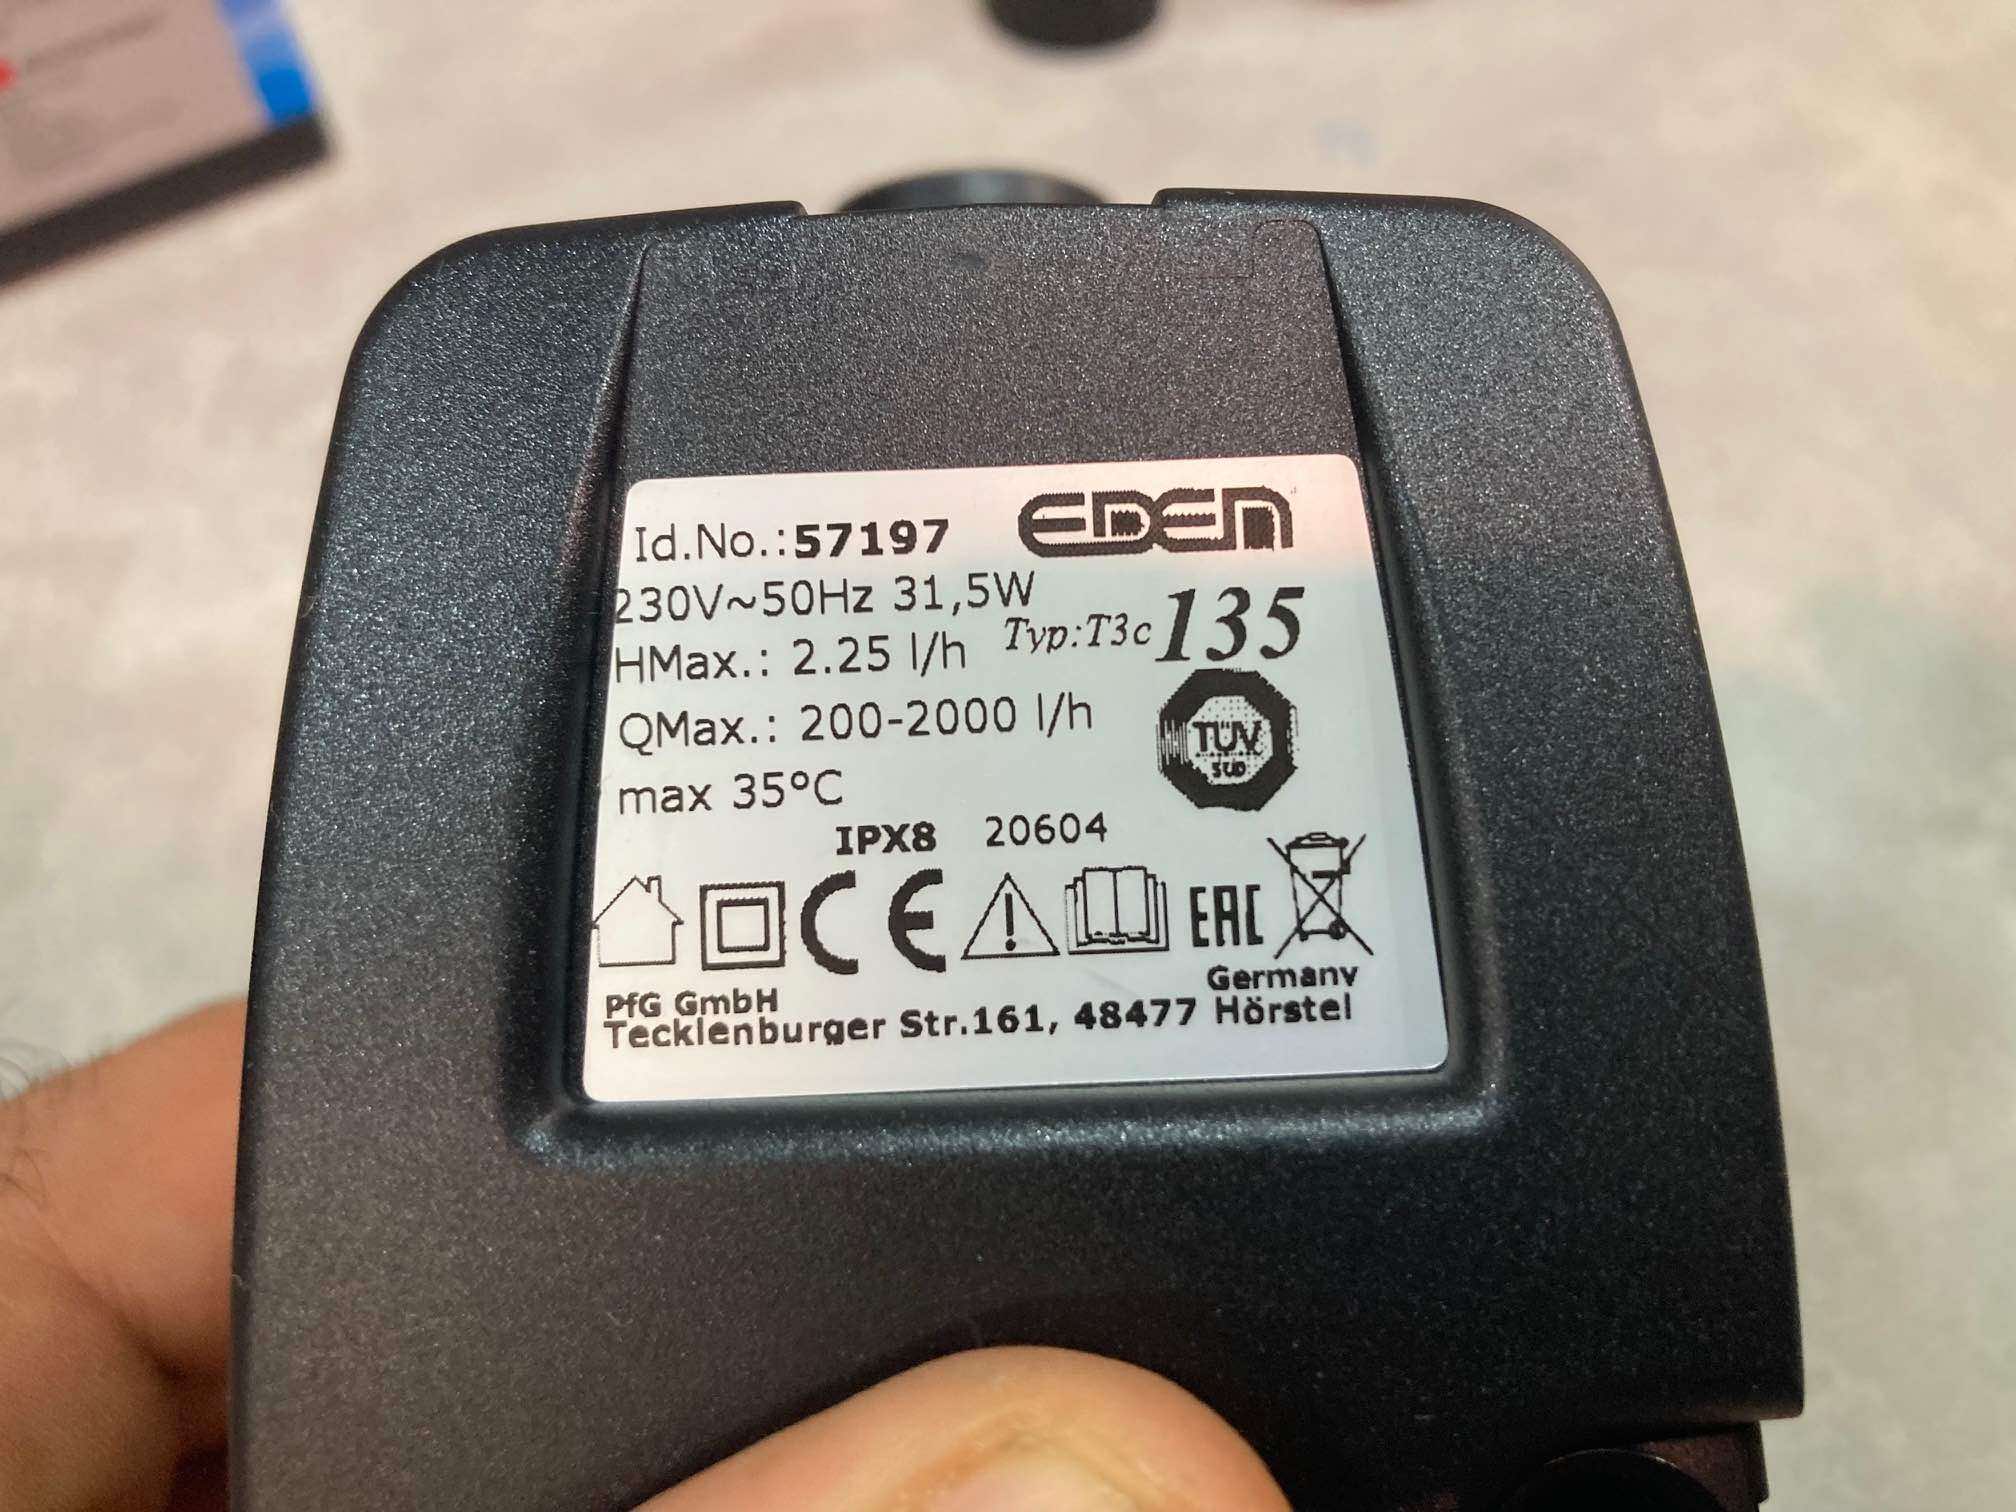 Id.No.:57197 EDEN
230V~50Hz 31,5W
Typ:T3c 135
HMax.: 2.25 l/h
QMax.: 200-2000 l/h
TÜV
SÜD
max 35°C
IPX8 20604
CE EAC
Germany
PfG GmbH
Tecklenburger Str.161, 48477 Hörstel